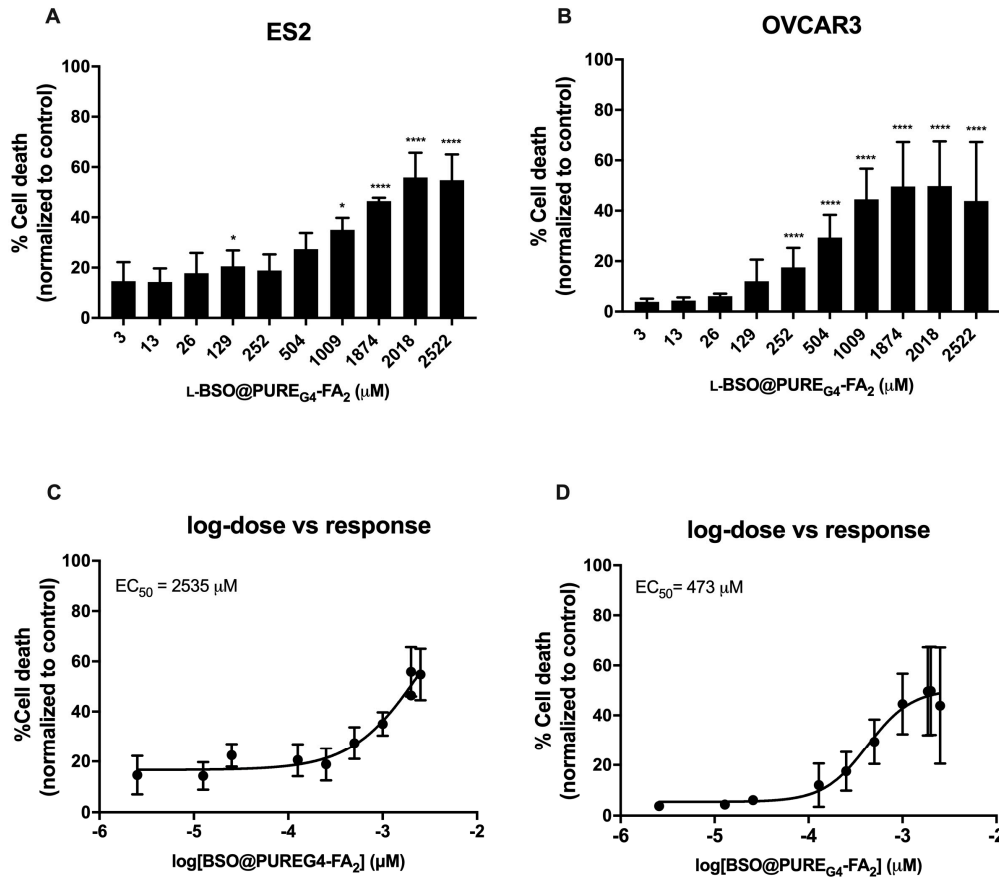 A
ES2
100
80
60
40
20
0
% Cell death
(normalized to control)
*
*
****
****
****
3
13
26
129
252
504
1009
1874
2018
2522
L-BSO@PURE_G4-FA₂ (μM)
B
OVCAR3
100
80
60
40
20
0
% Cell death
(normalized to control)
****
****
****
****
****
****
3
13
26
129
252
504
1009
1874
2018
2522
L-BSO@PURE_G4-FA₂ (μM)
C
log-dose vs response
EC₅₀ = 2535 μM
100
80
60
40
20
0
%Cell death
(normalized to control)
-6
-5
-4
-3
-2
log[BSO@PUREG4-FA₂] (µM)
D
log-dose vs response
EC₅₀= 473 μM
100
80
60
40
20
0
% Cell death
(normalized to control)
-6
-5
-4
-3
-2
log[BSO@PURE_G4-FA₂] (μM)